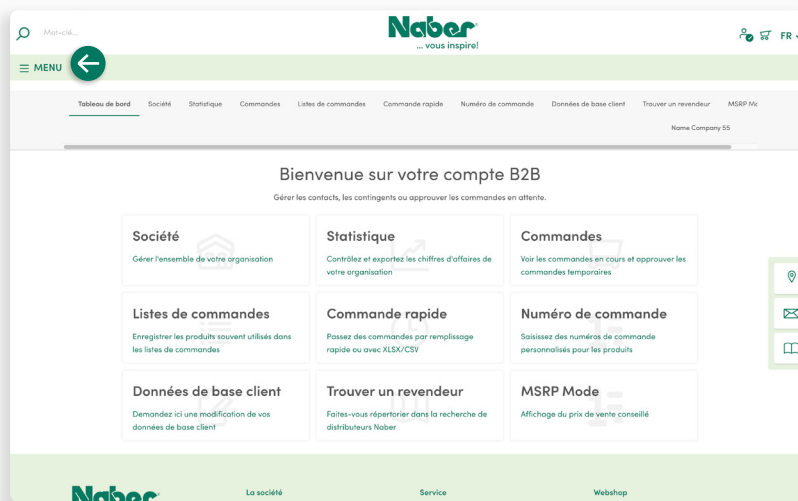 Mot-clé...
Naber
... vous inspire!
FR
MENU
Tableau de bord Société Statistique Commandes Listes de commandes Commande rapide Numéro de commande Données de base client Trouver un revendeur MSRP Mo
Name Company 55
Bienvenue sur votre compte B2B
Gérer les contacts, les contingents ou approuver les commandes en attente.
Société
Gérer l'ensemble de votre organisation
Statistique
Contrôlez et exportez les chiffres d'affaires de
votre organisation
Commandes
Voir les commandes en cours et approuver les
commandes temporaires
Listes de commandes
Enregistrer les produits souvent utilisés dans
les listes de commandes
Commande rapide
Passez des commandes par remplissage
rapide ou avec XLSX/CSV
Numéro de commande
Saisissez des numéros de commande
personnalisés pour les produits
Données de base client
Demandez ici une modification de vos
données de base client
Trouver un revendeur
Faites-vous répertorier dans la recherche de
distributeurs Naber
MSRP Mode
Affichage du prix de vente conseillé
Naber
La société
Service
Webshop